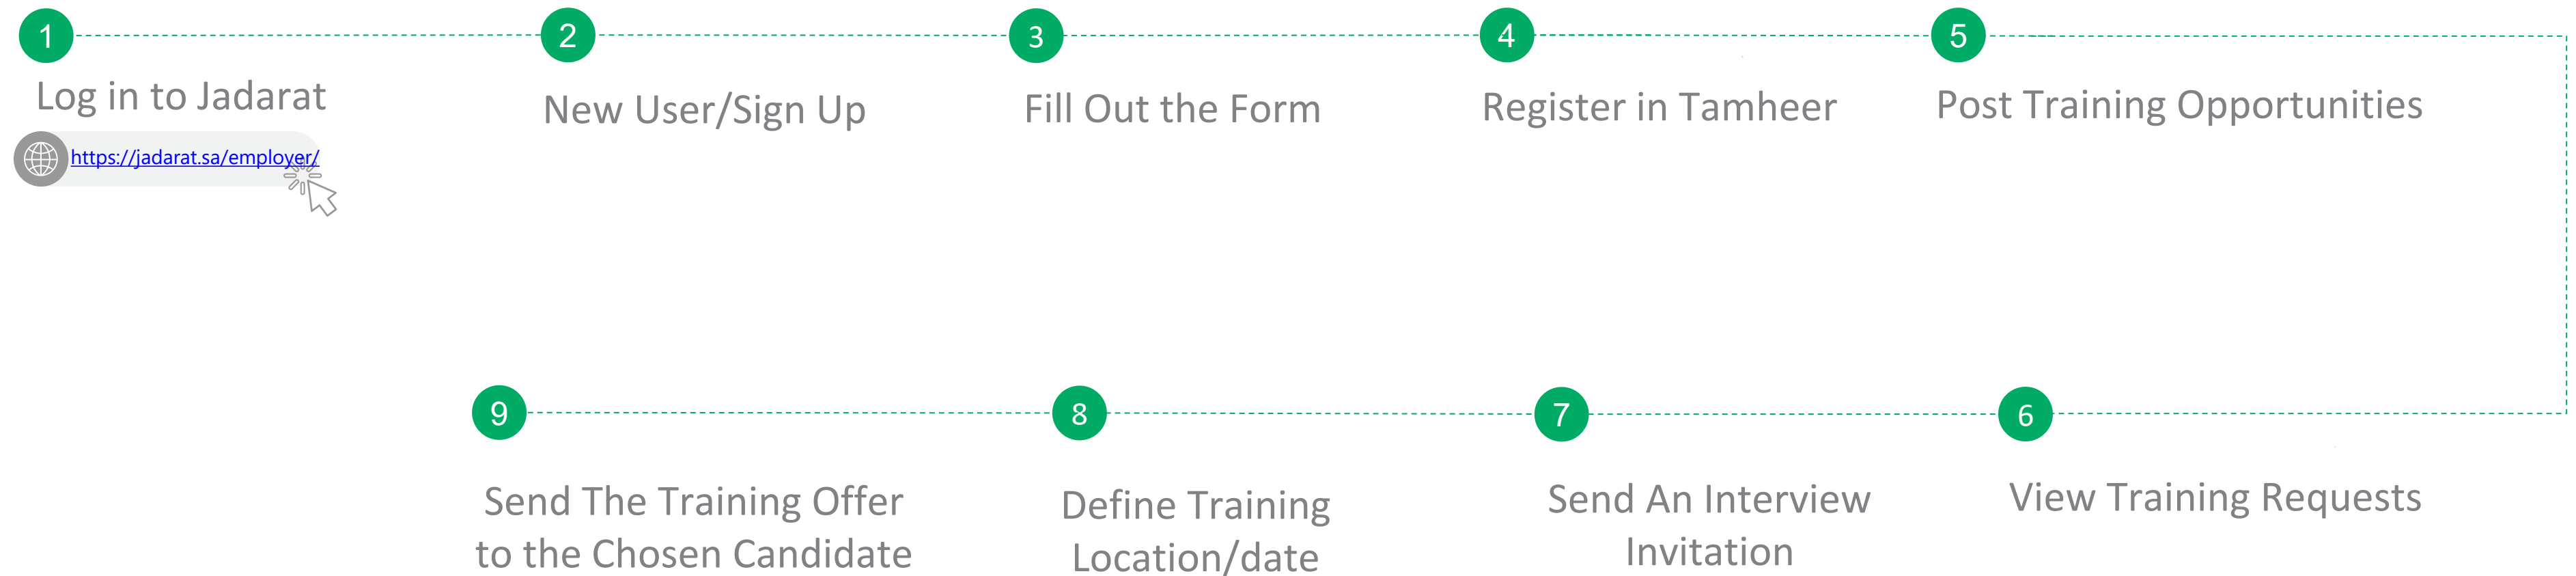 1
Log in to Jadarat
https://jadarat.sa/employer/
2
New User/Sign Up
3
Fill Out the Form
4
Register in Tamheer
5
Post Training Opportunities
6
View Training Requests
7
Send An Interview
Invitation
8
Define Training
Location/date
9
Send The Training Offer
to the Chosen Candidate